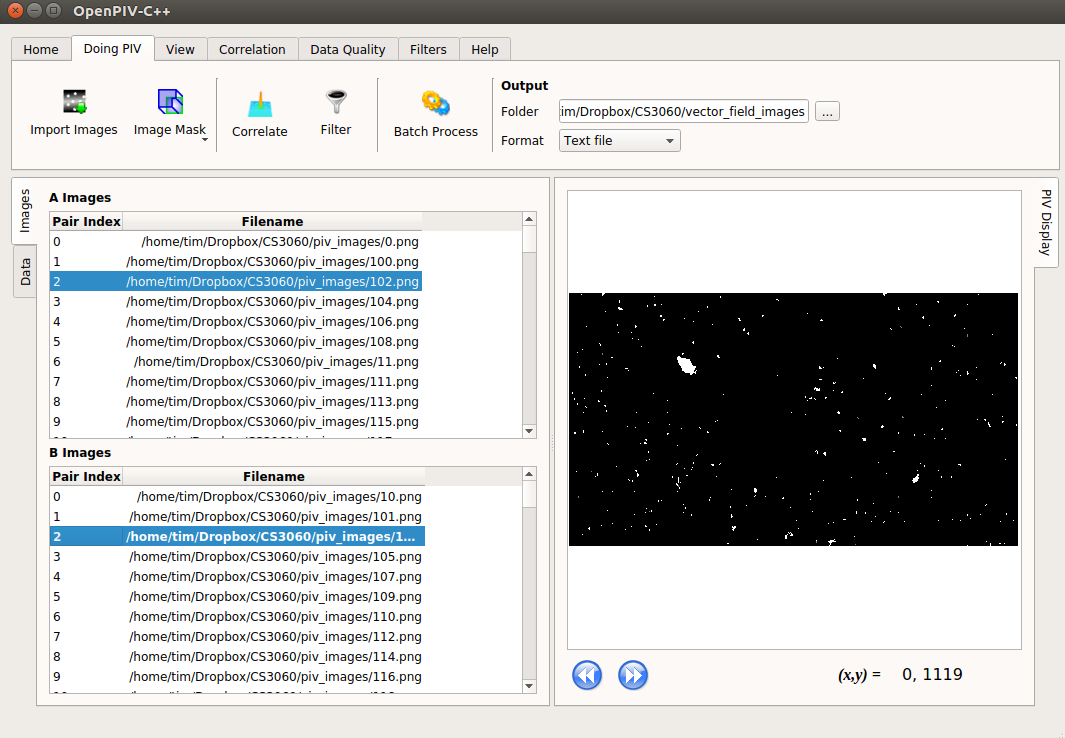 OpenPIV-C++
Home Doing PIV View Correlation Data Quality Filters Help
Import Images Image Mask Correlate Filter Batch Process
Output
Folder im/Dropbox/CS3060/vector_field_images ...
Format Text file
Images
Data
A Images
Pair Index Filename
0 /home/tim/Dropbox/CS3060/piv_images/0.png
1 /home/tim/Dropbox/CS3060/piv_images/100.png
2 /home/tim/Dropbox/CS3060/piv_images/102.png
3 /home/tim/Dropbox/CS3060/piv_images/104.png
4 /home/tim/Dropbox/CS3060/piv_images/106.png
5 /home/tim/Dropbox/CS3060/piv_images/108.png
6 /home/tim/Dropbox/CS3060/piv_images/11.png
7 /home/tim/Dropbox/CS3060/piv_images/111.png
8 /home/tim/Dropbox/CS3060/piv_images/113.png
9 /home/tim/Dropbox/CS3060/piv_images/115.png
B Images
Pair Index Filename
0 /home/tim/Dropbox/CS3060/piv_images/10.png
1 /home/tim/Dropbox/CS3060/piv_images/101.png
2 /home/tim/Dropbox/CS3060/piv_images/1...
3 /home/tim/Dropbox/CS3060/piv_images/105.png
4 /home/tim/Dropbox/CS3060/piv_images/107.png
5 /home/tim/Dropbox/CS3060/piv_images/109.png
6 /home/tim/Dropbox/CS3060/piv_images/110.png
7 /home/tim/Dropbox/CS3060/piv_images/112.png
8 /home/tim/Dropbox/CS3060/piv_images/114.png
9 /home/tim/Dropbox/CS3060/piv_images/116.png
PIV Display
(x,y) = 0, 1119